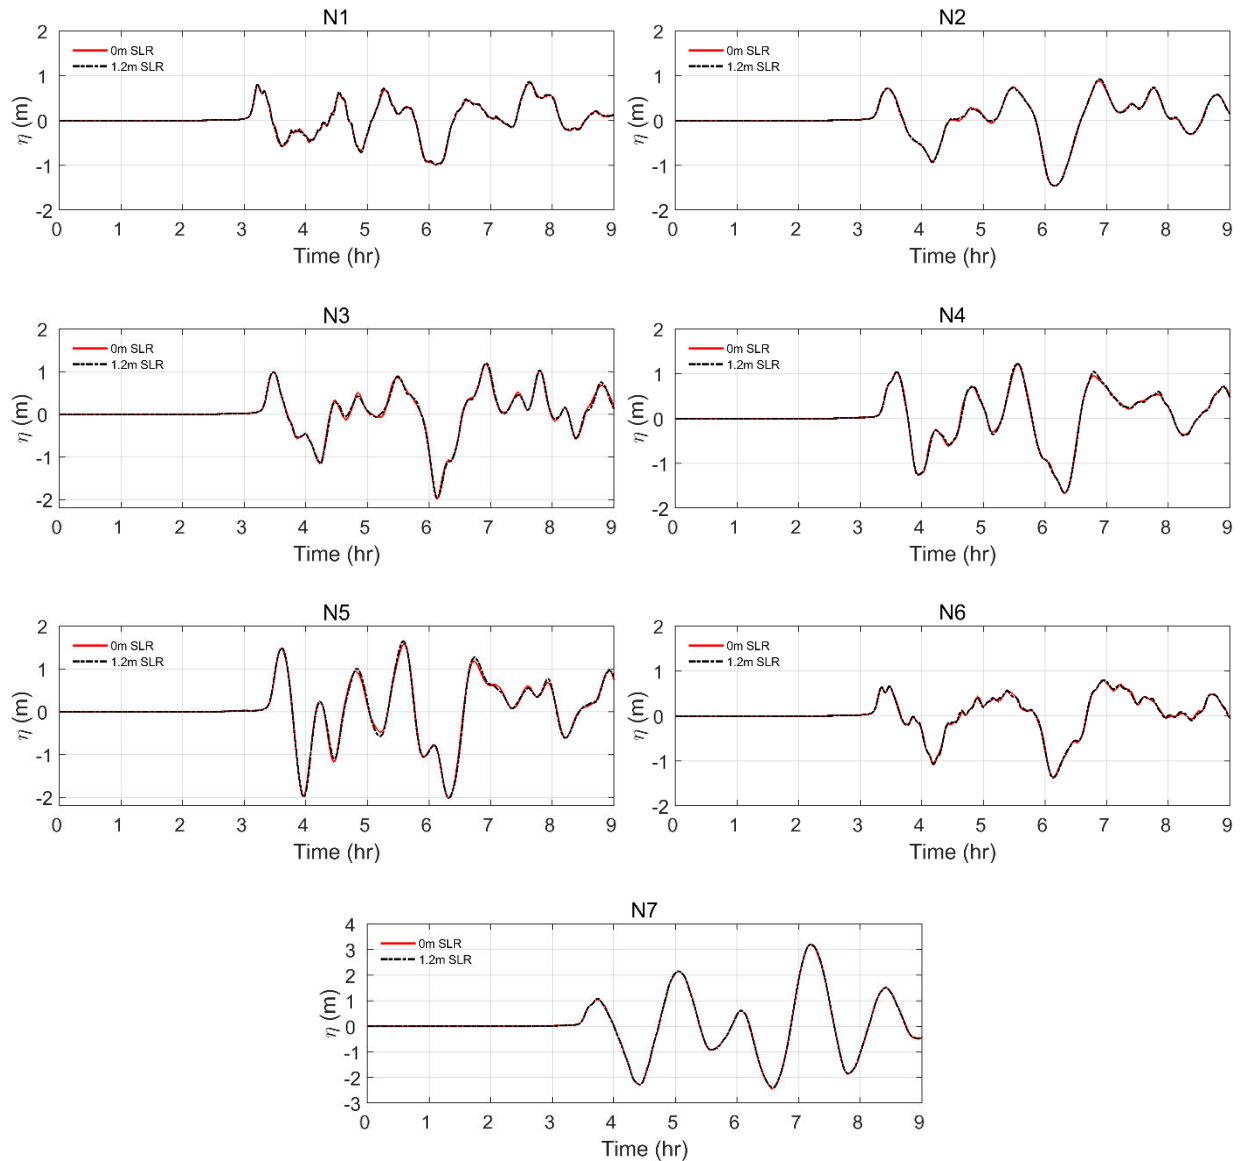 N1
2
1
0
-1
-2
η (m)
0m SLR
1.2m SLR
0 1 2 3 4 5 6 7 8 9
Time (hr)
N2
2
1
0
-1
-2
η (m)
0m SLR
1.2m SLR
0 1 2 3 4 5 6 7 8 9
Time (hr)
N3
2
1
0
-1
-2
η (m)
0m SLR
1.2m SLR
0 1 2 3 4 5 6 7 8 9
Time (hr)
N4
2
1
0
-1
-2
η (m)
0m SLR
1.2m SLR
0 1 2 3 4 5 6 7 8 9
Time (hr)
N5
2
1
0
-1
-2
η (m)
0m SLR
1.2m SLR
0 1 2 3 4 5 6 7 8 9
Time (hr)
N6
2
1
0
-1
-2
η (m)
0m SLR
1.2m SLR
0 1 2 3 4 5 6 7 8 9
Time (hr)
N7
4
3
2
1
0
-1
-2
-3
η (m)
0m SLR
1.2m SLR
0 1 2 3 4 5 6 7 8 9
Time (hr)